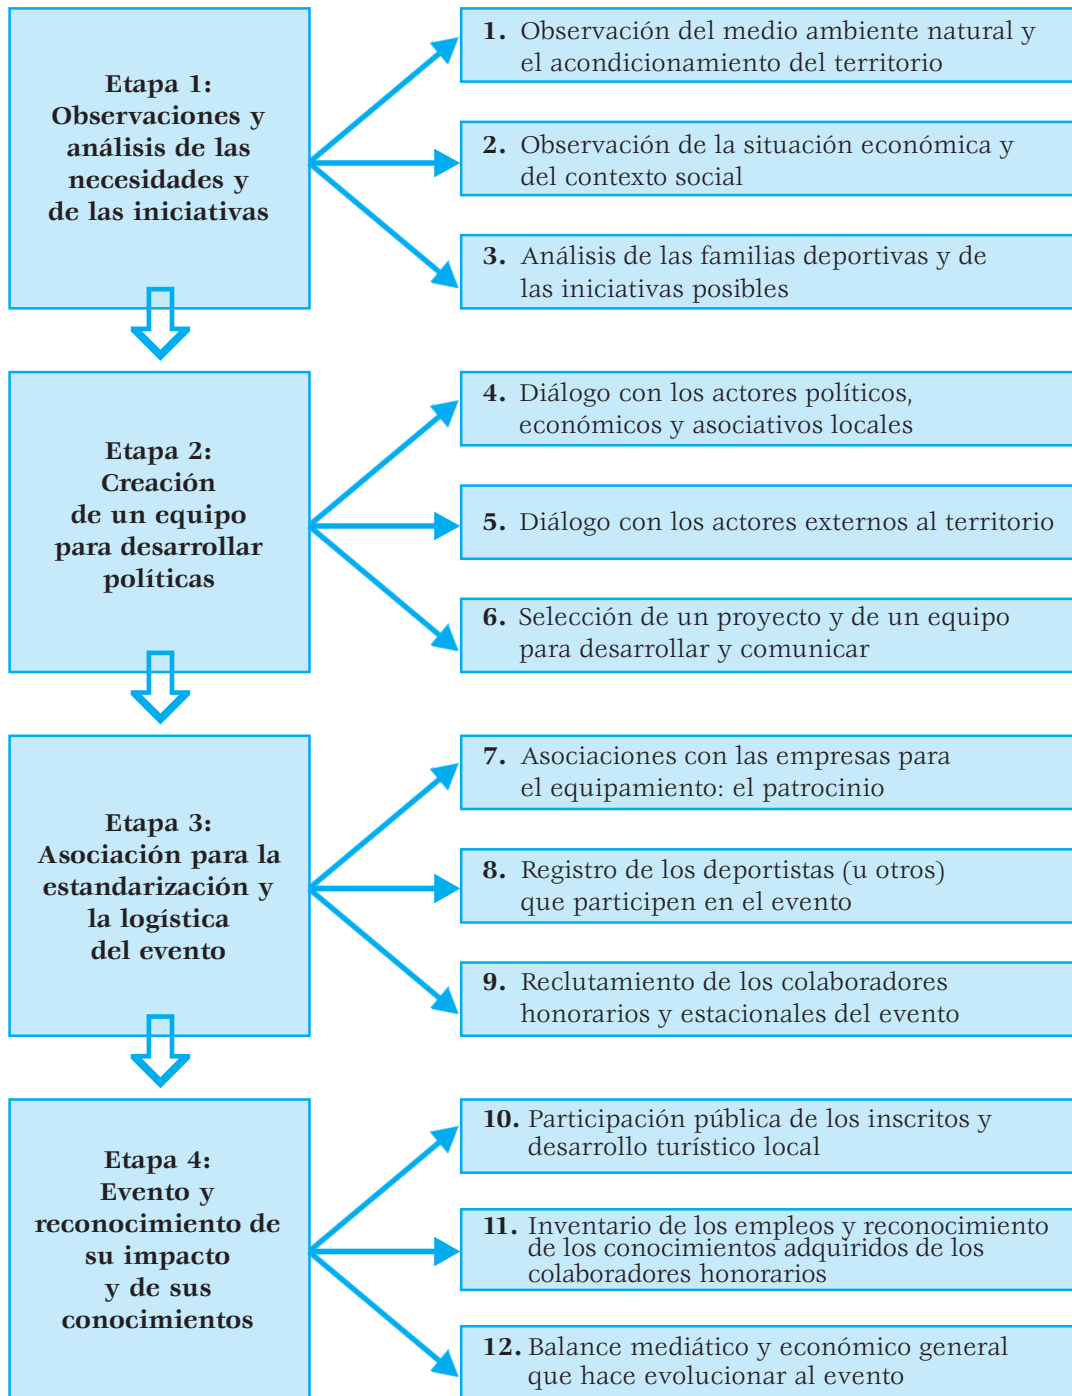 Etapa 1:
Observaciones y
análisis de las
necesidades y
de las iniciativas
1. Observación del medio ambiente natural y
el acondicionamiento del territorio
2. Observación de la situación económica y
del contexto social
3. Análisis de las familias deportivas y de
las iniciativas posibles
Etapa 2:
Creación
de un equipo
para desarrollar
políticas
4. Diálogo con los actores políticos,
económicos y asociativos locales
5. Diálogo con los actores externos al territorio
6. Selección de un proyecto y de un equipo
para desarrollar y comunicar
Etapa 3:
Asociación para la
estandarización y
la logística
del evento
7. Asociaciones con las empresas para
el equipamiento: el patrocinio
8. Registro de los deportistas (u otros)
que participen en el evento
9. Reclutamiento de los colaboradores
honorarios y estacionales del evento
Etapa 4:
Evento y
reconocimiento de
su impacto
y de sus
conocimientos
10. Participación pública de los inscritos y
desarrollo turístico local
11. Inventario de los empleos y reconocimiento
de los conocimientos adquiridos de los
colaboradores honorarios
12. Balance mediático y económico general
que hace evolucionar al evento